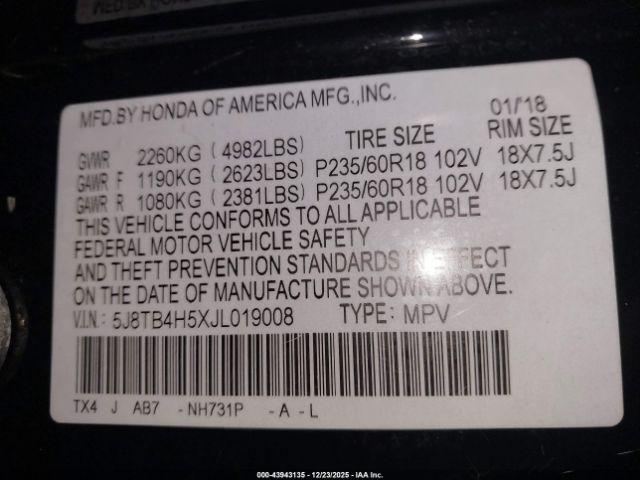 MFD.BY HONDA OF AMERICA MFG.,INC. 01/'18
TIRE SIZE RIM SIZE
GVWR 2260KG ( 4982LBS)
GAWR F 1190KG ( 2623LBS) P235/60R18 102V 18X7.5J
GAWR R 1080KG ( 2381LBS) P235/60R18 102V 18X7.5J
THIS VEHICLE CONFORMS TO ALL APPLICABLE
FEDERAL MOTOR VEHICLE SAFETY
AND THEFT PREVENTION STANDARDS IN EFFECT
ON THE DATE OF MANUFACTURE SHOWN ABOVE.
V.I.N.: 5J8TB4H5XJL019008 TYPE: MPV
TX4 J AB7 -NH731P -A-L
000-43943135 - 12/23/2025 - IAA Inc.